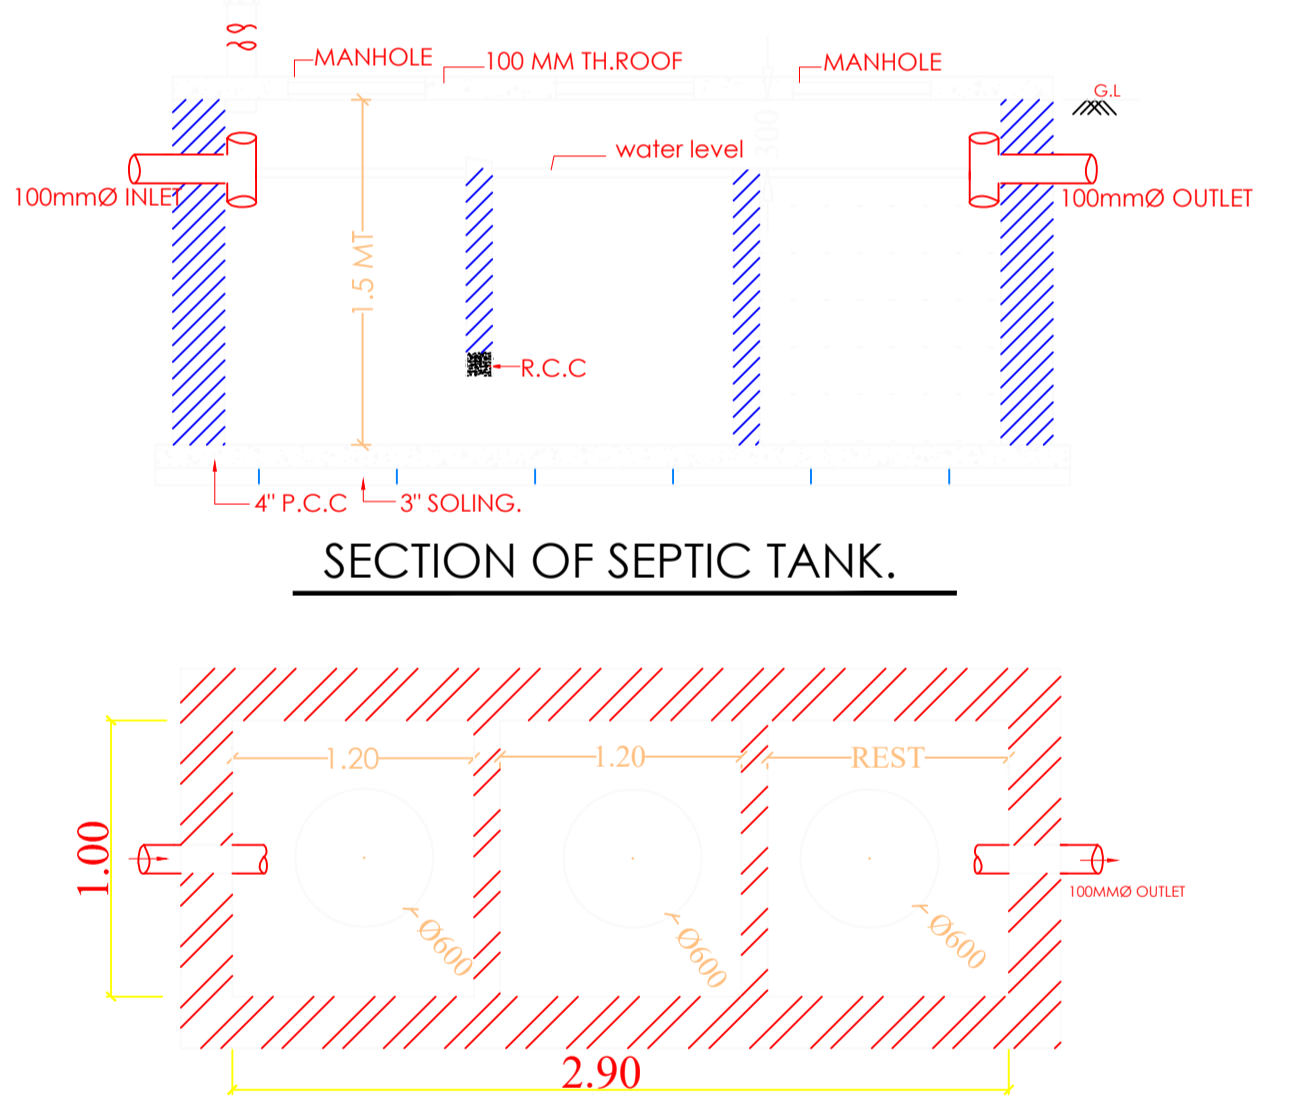 MANHOLE
100 MM TH.ROOF
MANHOLE
G.L
300
water level
100mmØ INLET
100mmØ OUTLET
1.5 MT
R.C.C
4" P.C.C
3" SOLING.
SECTION OF SEPTIC TANK.
1.20
1.20
REST
1.00
100MMØ OUTLET
Ø600
Ø600
Ø600
2.90